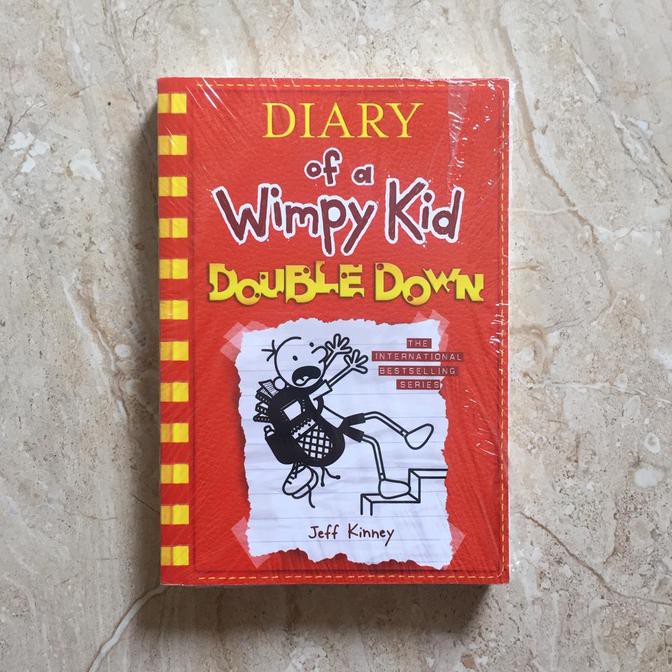 DIARY
of a
Wimpy Kid
DOUBLE DOWN
THE
INTERNATIONAL
BESTSELLING
SERIES
Jeff Kinney